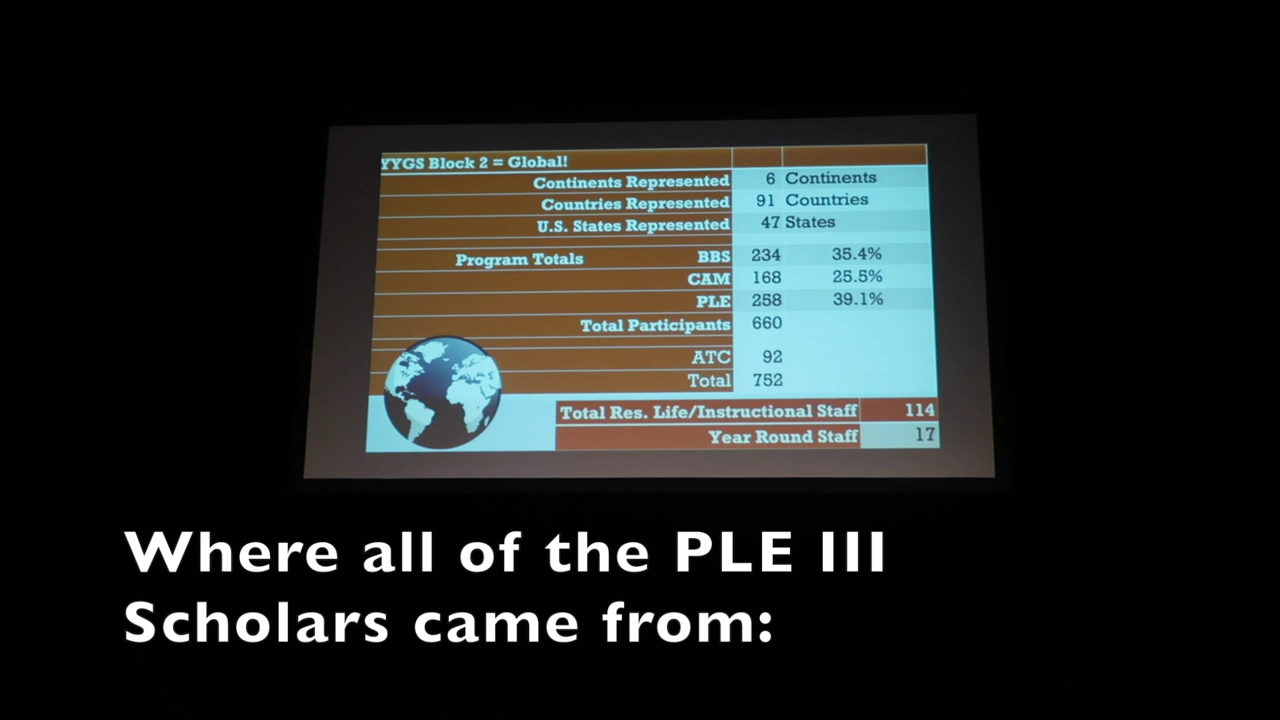 YYGS Block 2 = Global!
Continents Represented 6 Continents
Countries Represented 91 Countries
U.S. States Represented 47 States
Program Totals BBS 234 35.4%
CAM 168 25.5%
PLE 258 39.1%
Total Participants 660
ATC 92
Total 752
Total Res. Life/Instructional Staff 114
Year Round Staff 17
Where all of the PLE III
Scholars came from: